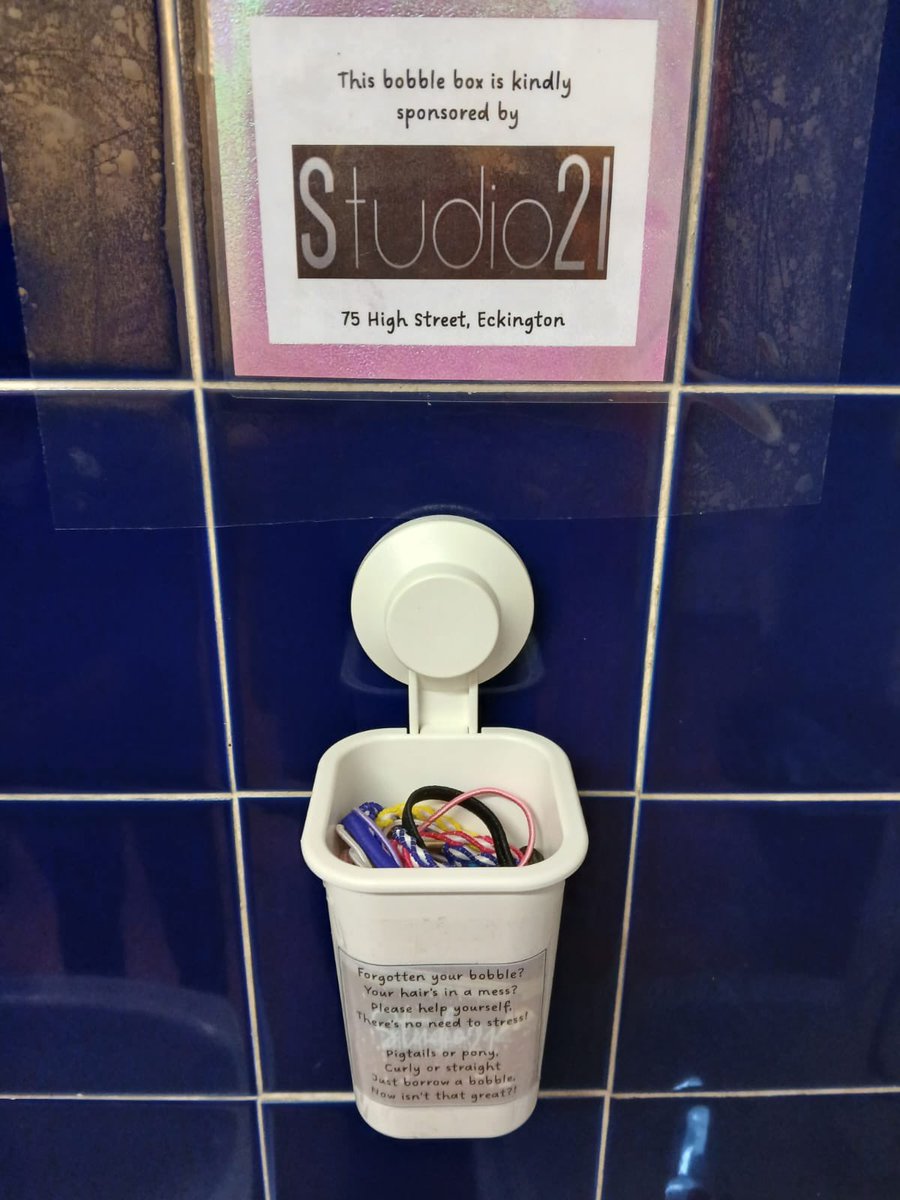 This bobble box is kindly
sponsored by
Studio21
75 High Street, Eckington
Forgotten your bobble?
Your hair's in a mess?
Please help yourself,
There's no need to stress!
Pigtails or pony,
Curly or straight
Just borrow a bobble,
Now isn't that great?!